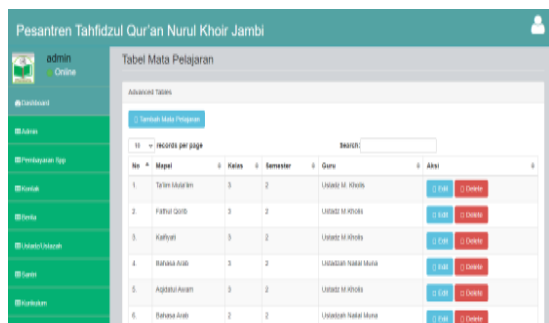 Pesantren Tahfidzul Qur'an Nurul Khoir Jambi
admin
Online
Tabel Mata Pelajaran
Dashboard
Advanced Tables
Tambah Mata Pelajaran
Admin
10 records per page Search:
Pembayaran Spp
No Mapel Kelas Semester Guru Aksi
Kontak
1. Ta'lim Muta'lim 3 2 Ustadz M. Kholis Edit Delete
Berita
2. Fathul Qorib 3 2 Ustadz M.Kholis Edit Delete
Ustadz/Ustazah
3. 3 2 Ustadz M.Kholis Edit Delete
Santri
4. Bahasa Arab 3 2 Ustadzah Nailal Muna Edit Delete
5. Aqidatul Awam 3 2 Ustadz M.Kholis Edit Delete
Kurikulum
6. Bahasa Arab 2 2 Ustadzah Nailal Muna Edit Delete